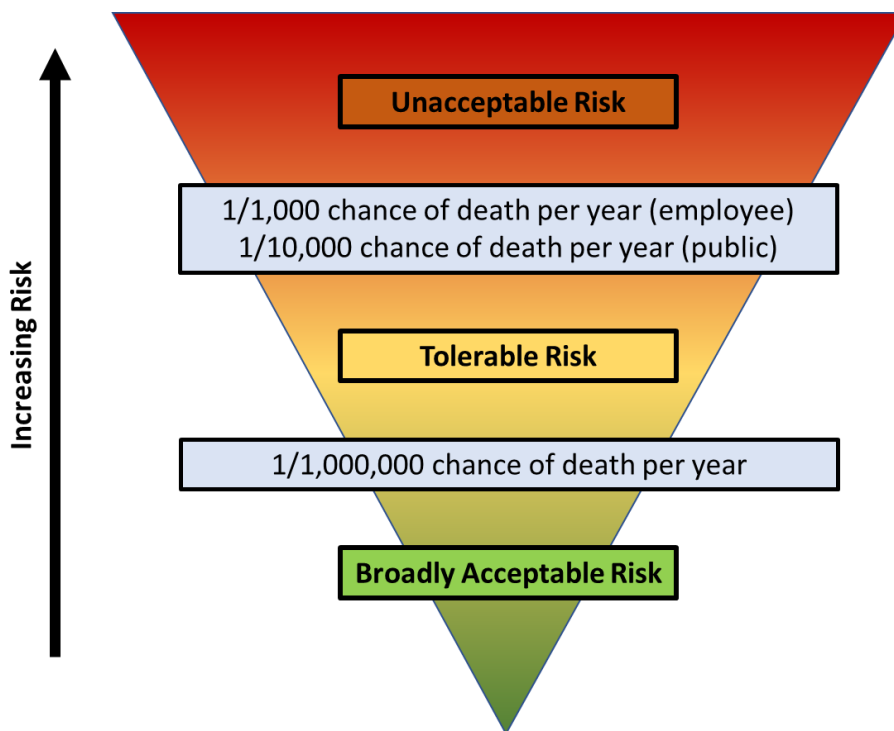 Unacceptable Risk
1/1,000 chance of death per year (employee)
1/10,000 chance of death per year (public)
Increasing Risk
Tolerable Risk
1/1,000,000 chance of death per year
Broadly Acceptable Risk